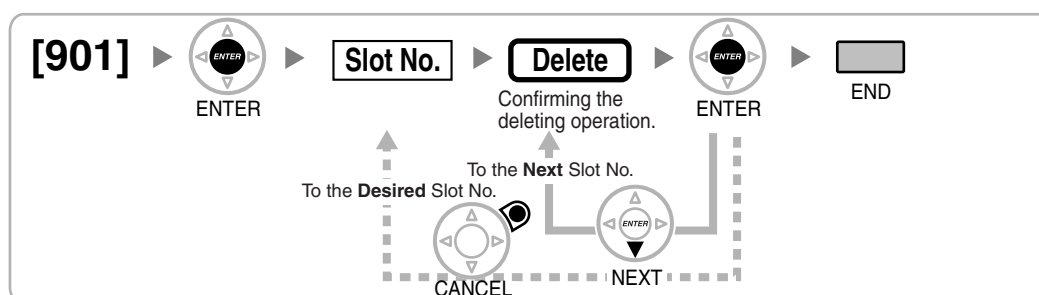 [901]
ENTER
ENTER
Slot No.
Delete
Confirming the
deleting operation.
ENTER
ENTER
END
To the Next Slot No.
To the Desired Slot No.
ENTER
CANCEL
NEXT